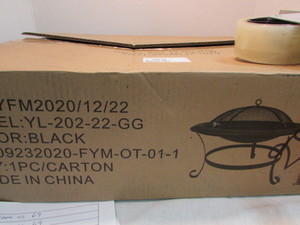 YFM2020/12/22
EL:YL-202-22-GG
OR:BLACK
09232020-FYM-OT-01-1
Y:1PC/CARTON
DE IN CHINA